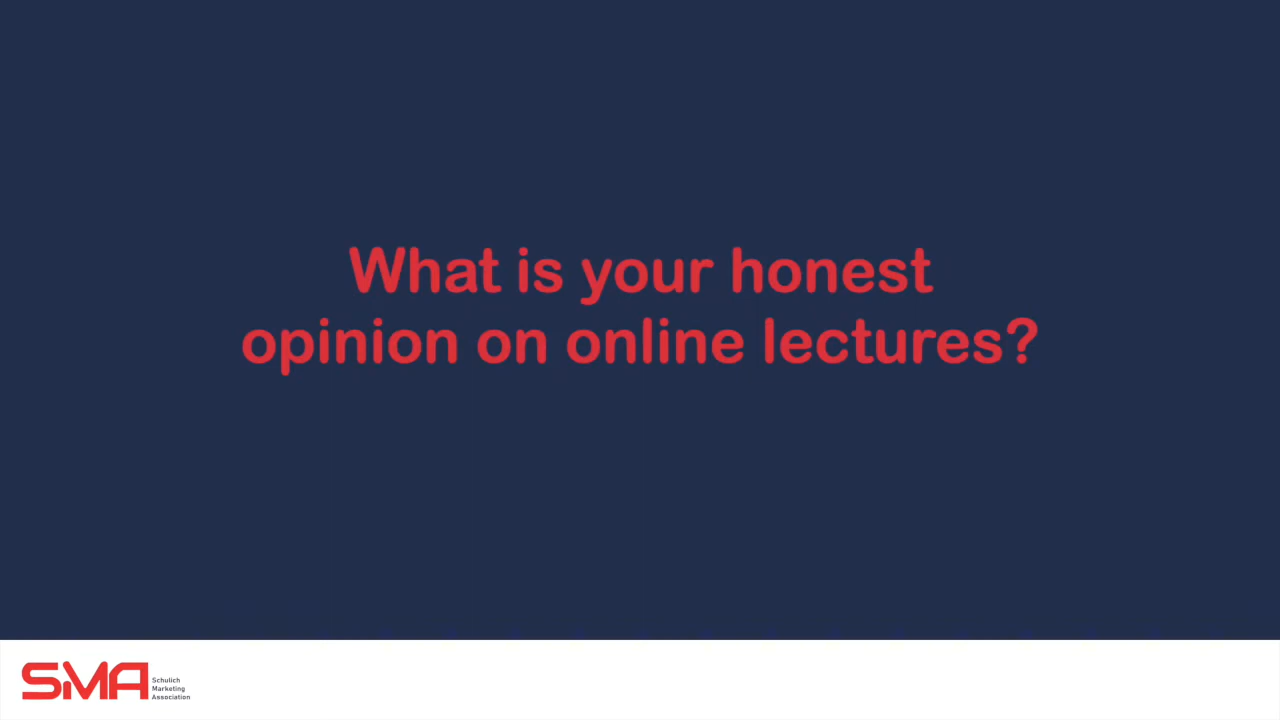 What is your honest
opinion on online lectures?
SMA
Schulich
Marketing
Association